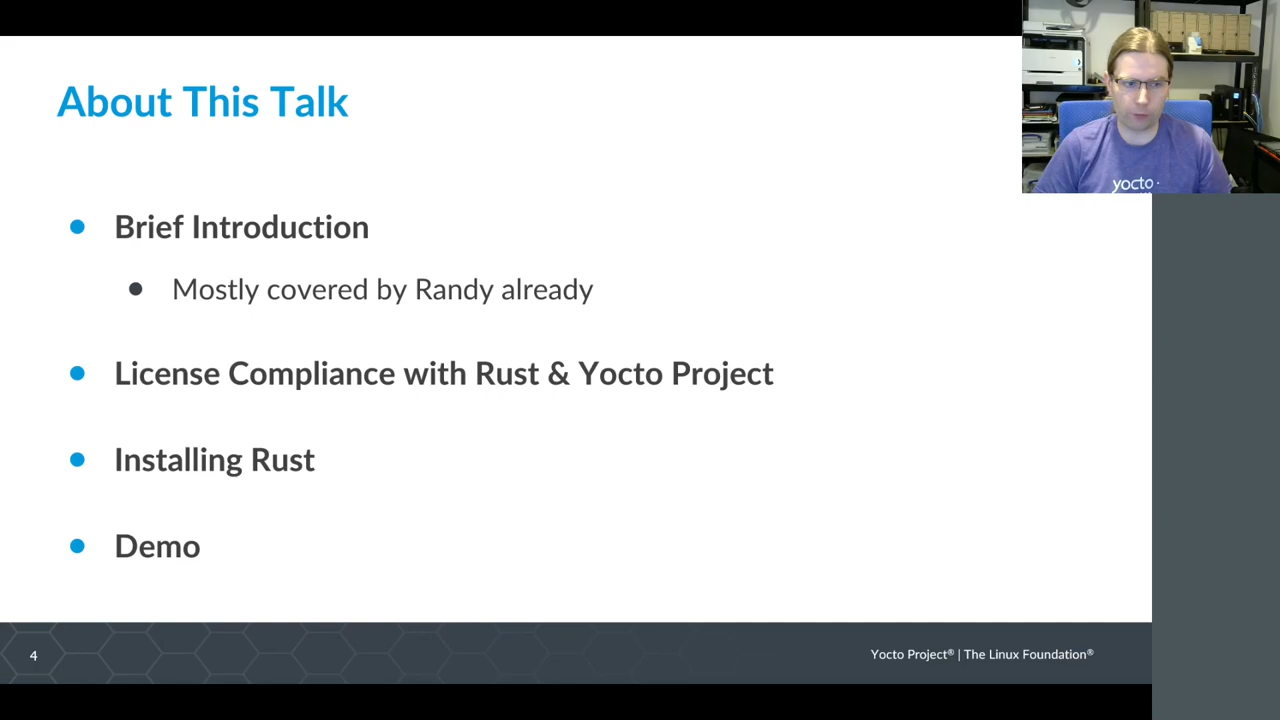 About This Talk
Brief Introduction
Mostly covered by Randy already
License Compliance with Rust & Yocto Project
Installing Rust
Demo
4
Yocto Project® | The Linux Foundation®
yocto